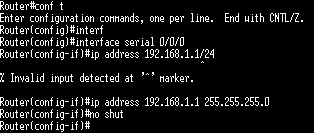 Router#conf t
Enter configuration commands, one per line.  End with CNTL/Z.
Router(config)#interf
Router(config)#interface serial 0/0/0
Router(config-if)#ip address 192.168.1.1/24
^
% Invalid input detected at '^' marker.
Router(config-if)#ip address 192.168.1.1 255.255.255.0
Router(config-if)#no shut
Router(config-if)#